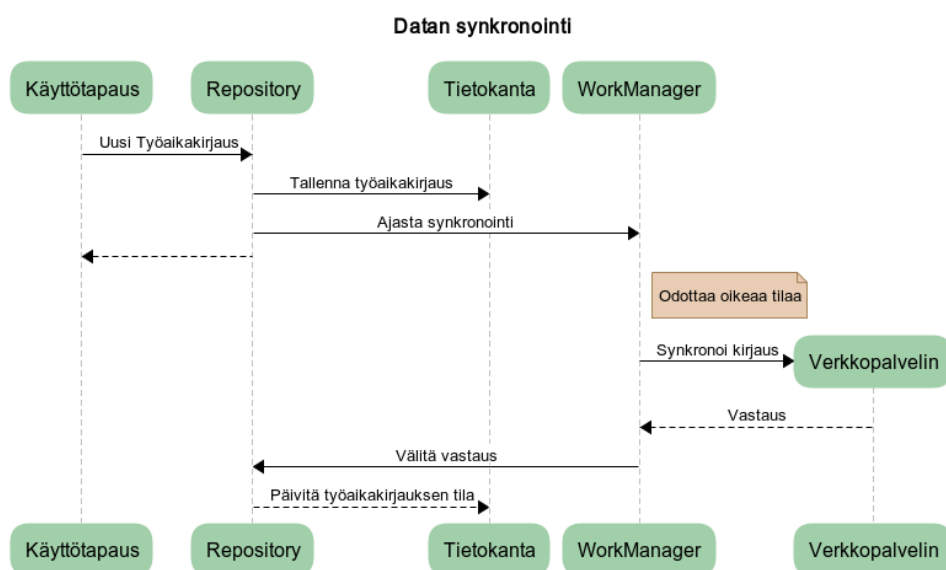 Datan synkronointi
Käyttötapaus
Repository
Tietokanta
WorkManager
Uusi Työaikakirjaus
Tallenna työaikakirjaus
Ajasta synkronointi
Odottaa oikeaa tilaa
Synkronoi kirjaus
Verkkopalvelin
Vastaus
Välitä vastaus
Päivitä työaikakirjauksen tila
Käyttötapaus
Repository
Tietokanta
WorkManager
Verkkopalvelin